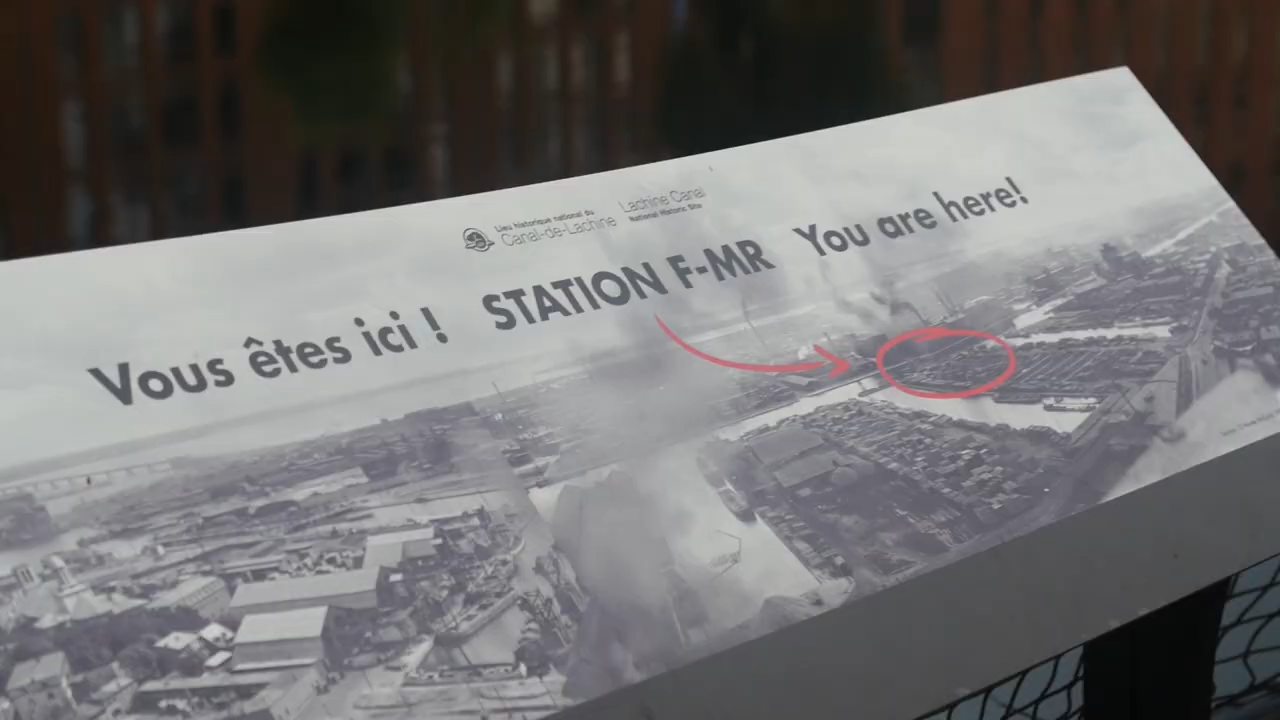 Lieu historique national du
Canal-de-Lachine
Lachine Canal
National Historic Site
Vous êtes ici ! STATION F-MR You are here!